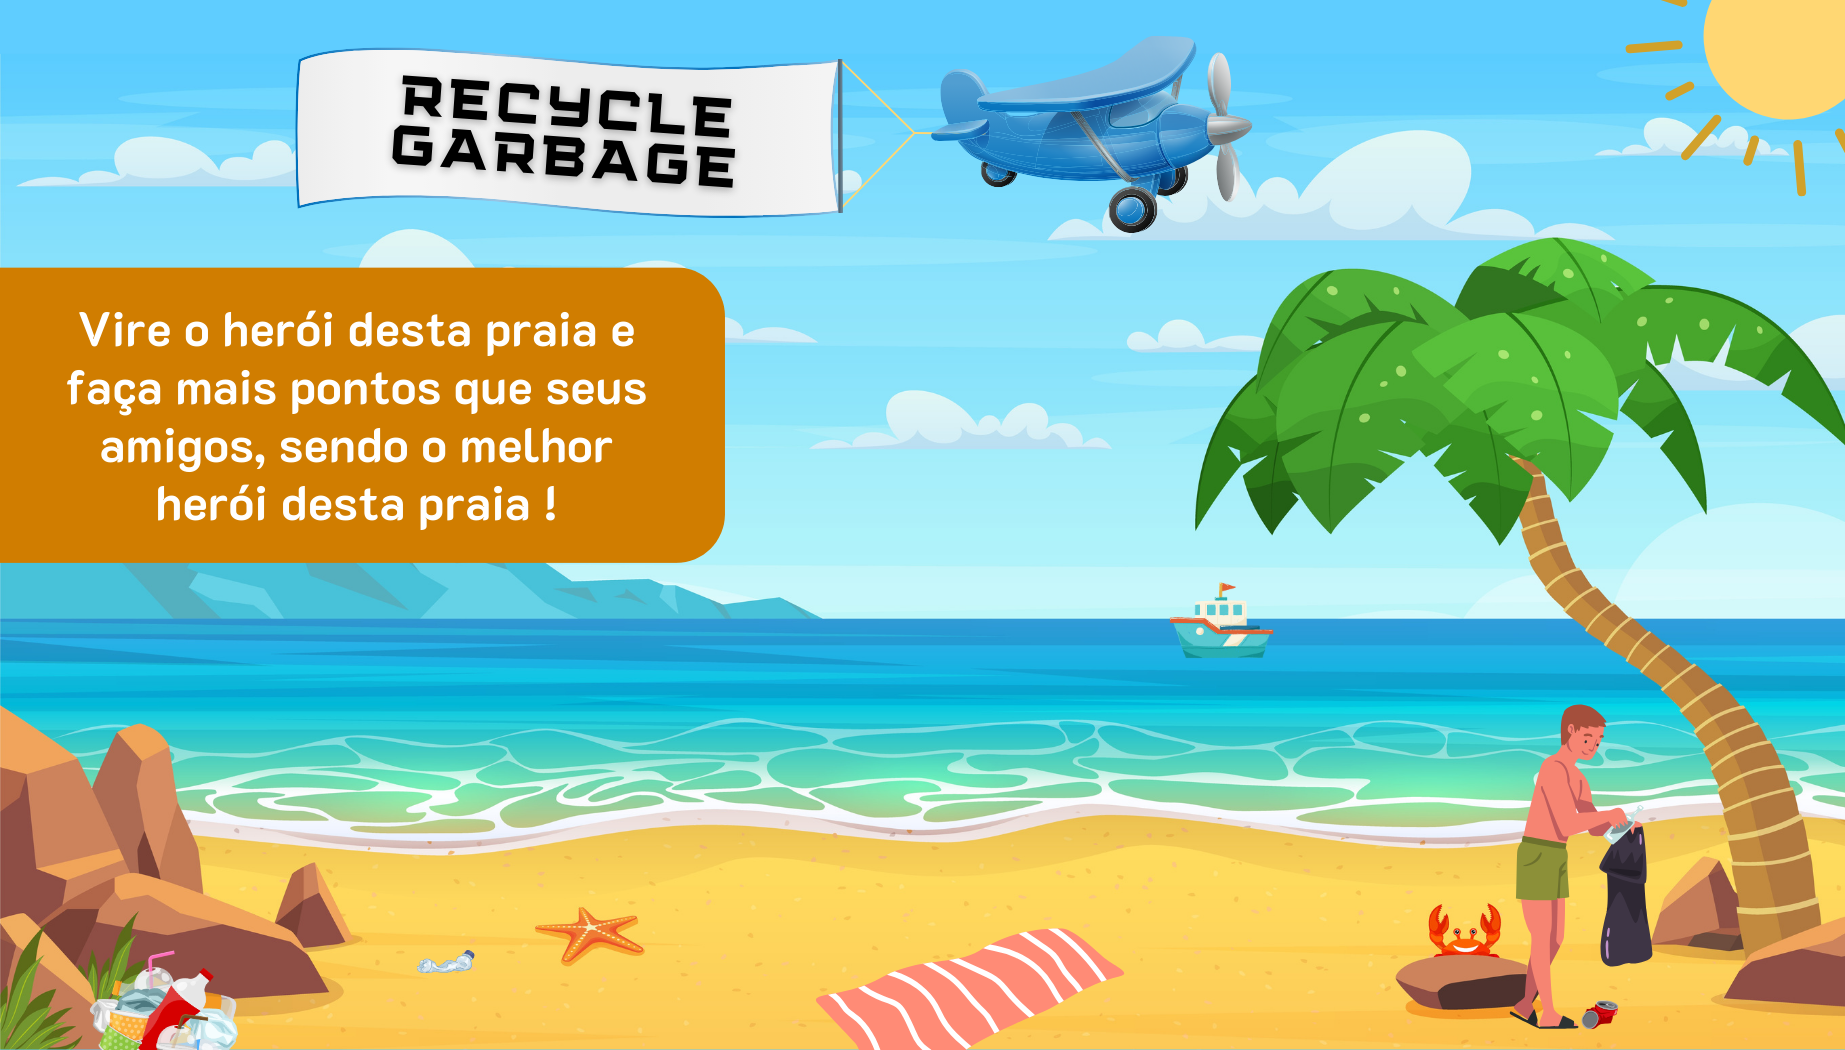 RECYCLE
GARBAGE
Vire o herói desta praia e
faça mais pontos que seus
amigos, sendo o melhor
herói desta praia !